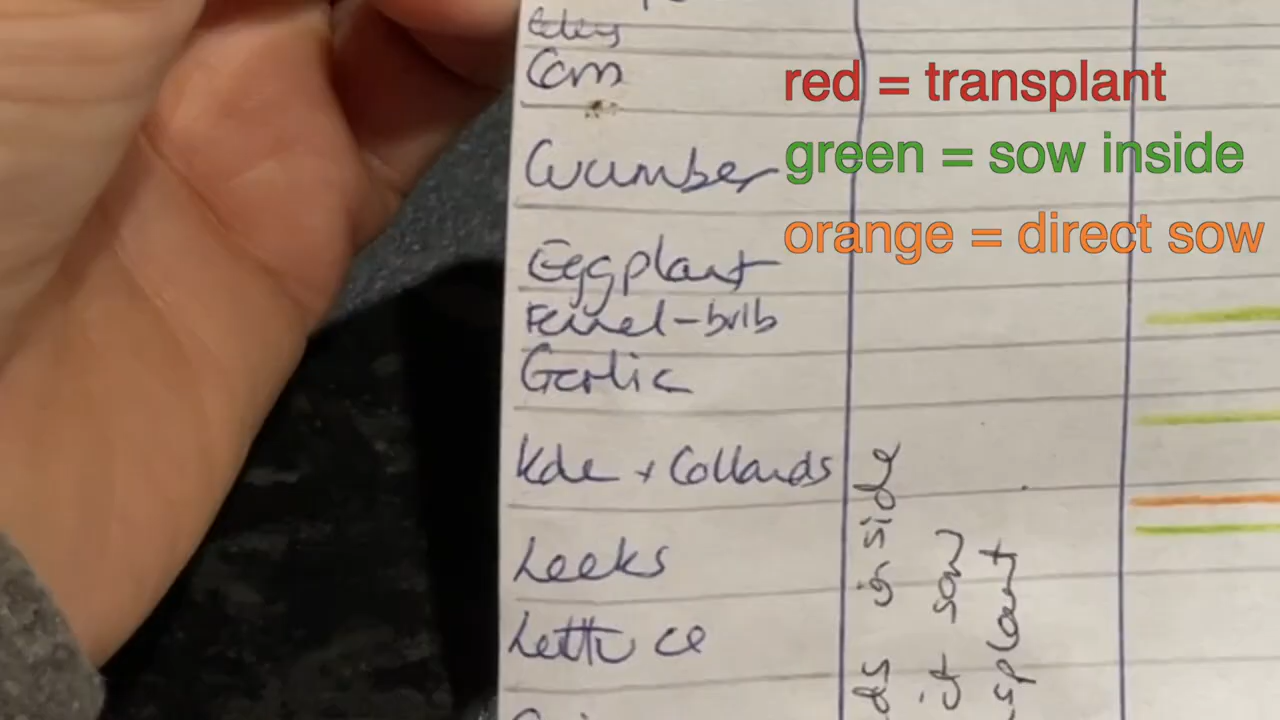 Corn
red = transplant
Cucumber
green = sow inside
orange = direct sow
Eggplant
Fennel-bulb
Garlic
Kale + Collards
Leeks
Lettuce
inside
sow